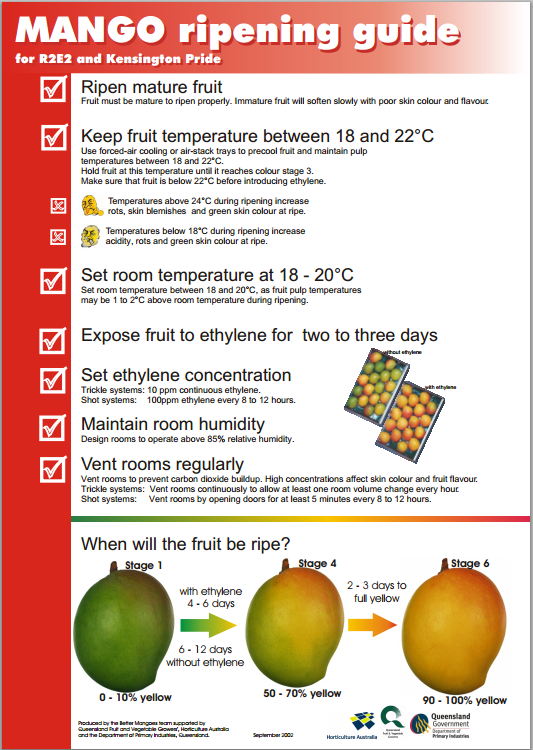 MANGO ripening guide
for R2E2 and Kensington Pride
Ripen mature fruit
Fruit must be mature to ripen properly. Immature fruit will soften slowly with poor skin colour and flavour.
Keep fruit temperature between 18 and 22°C
Use forced-air cooling or air-stack trays to precool fruit and maintain pulp
temperatures between 18 and 22°C.
Hold fruit at this temperature until it reaches colour stage 3.
Make sure that fruit is below 22°C before introducing ethylene.
Temperatures above 24°C during ripening increase
rots, skin blemishes and green skin colour at ripe.
Temperatures below 18°C during ripening increase
acidity, rots and green skin colour at ripe.
Set room temperature at 18 - 20°C
Set room temperature between 18 and 20°C, as fruit pulp temperatures
may be 1 to 2°C above room temperature during ripening.
Expose fruit to ethylene for two to three days
without ethylene
with ethylene
Set ethylene concentration
Trickle systems: 10 ppm continuous ethylene.
Shot systems: 100ppm ethylene every 8 to 12 hours.
Maintain room humidity
Design rooms to operate above 85% relative humidity.
Vent rooms regularly
Vent rooms to prevent carbon dioxide buildup. High concentrations affect skin colour and fruit flavour.
Trickle systems: Vent rooms continuously to allow at least one room volume change every hour.
Shot systems: Vent rooms by opening doors for at least 5 minutes every 8 to 12 hours.
When will the fruit be ripe?
Stage 1
with ethylene
4 - 6 days
6 - 12 days
without ethylene
0 - 10% yellow
Stage 4
50 - 70% yellow
2 - 3 days to
full yellow
Stage 6
90 - 100% yellow
Produced by the Better Mangoes team supported by
Queensland Fruit and Vegetable Growers', Horticulture Australia
and the Department of Primary Industries, Queensland.
September 2002
Horticulture Australia
Queensland
Government
Department of
Primary Industries